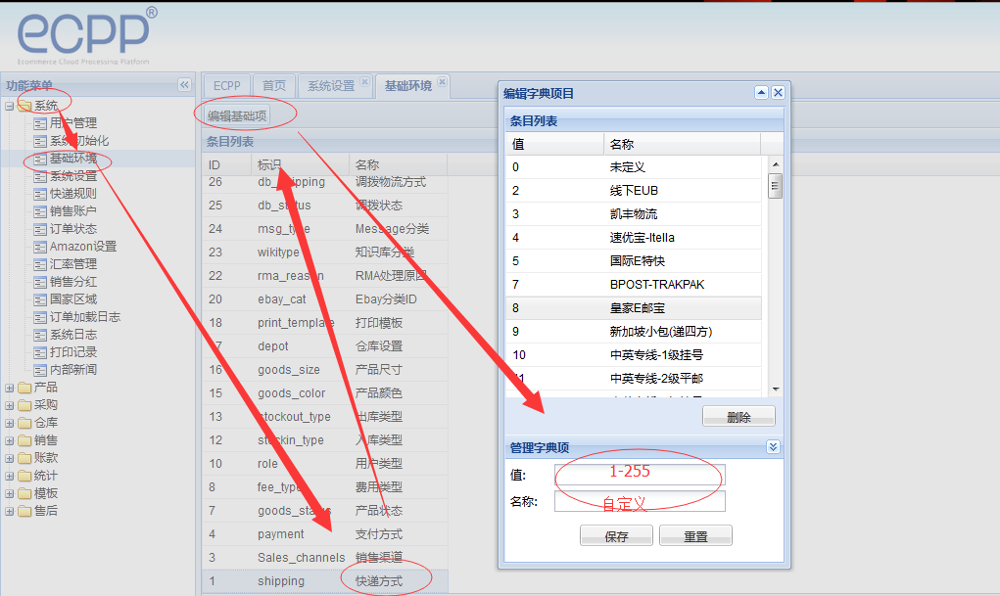 ecpp®
Ecommerce Cloud Processing Platform
功能菜单
系统
用户管理
系统初始化
基础环境
系统设置
快递规则
销售账户
订单状态
Amazon设置
汇率管理
销售分红
国家区域
订单加载日志
系统日志
打印记录
内部新闻
产品
采购
仓库
销售
账款
统计
模板
售后
ECPP 首页 系统设置 基础环境
编辑基础项
条目列表
ID 标识 名称
26 调拨物流方式
25 db_status 调拨状态
24 msg_type Message分类
23 wikitype 知识库分类
22 rma_reason RMA处理原因
20 ebay_cat Ebay分类ID
18 print_template 打印模板
depot 仓库设置
16 goods_size 产品尺寸
15 goods_color 产品颜色
13 stockout_type 出库类型
12 stockin_type 入库类型
10 role 用户类型
8 fee_type 费用类型
7 goods_status 产品状态
4 payment 支付方式
3 Sales_channels 销售渠道
1 shipping 快递方式
编辑字典项目
条目列表
值 名称
0 未定义
2 线下EUB
3 凯丰物流
4 速优宝-Itella
5 国际E特快
7 BPOST-TRAKPAK
8 皇家E邮宝
9 新加坡小包(递四方)
10 中英专线-1级挂号
11 中英专线-2级平邮
删除
管理字典项
值: 1-255
名称: 自定义
保存 重置